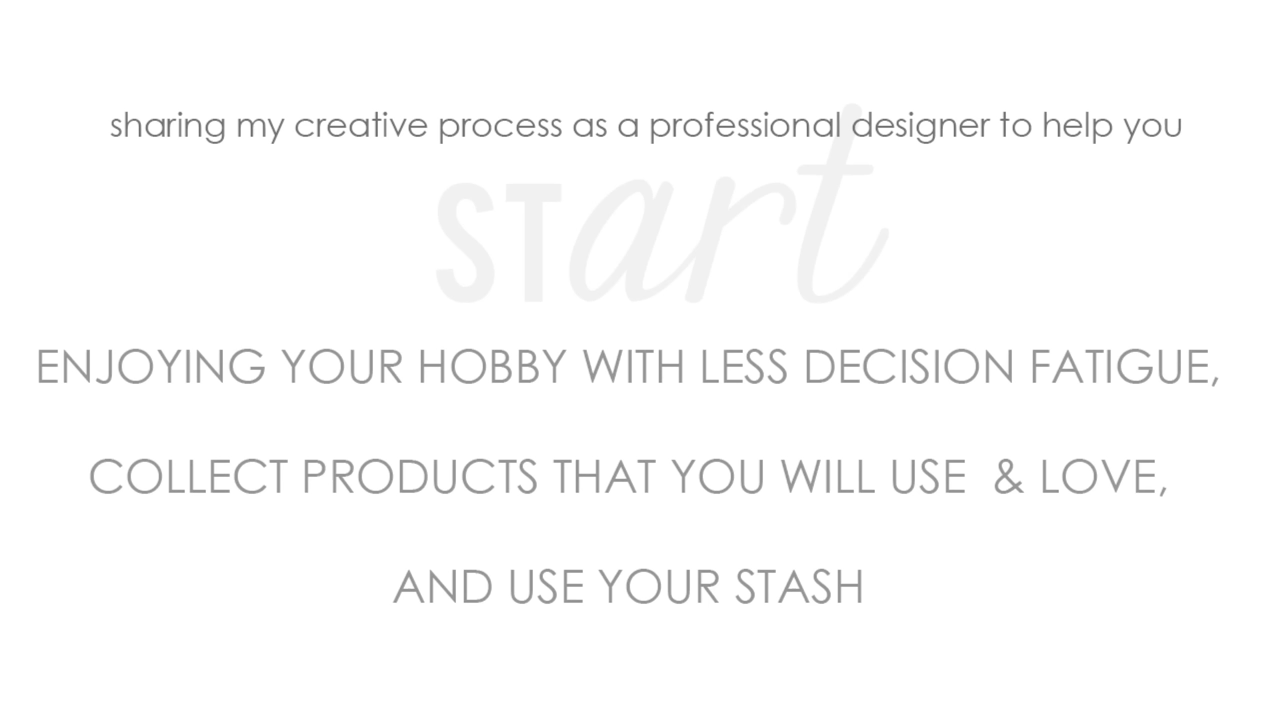 sharing my creative process as a professional designer to help you
START
ENJOYING YOUR HOBBY WITH LESS DECISION FATIGUE,
COLLECT PRODUCTS THAT YOU WILL USE & LOVE,
AND USE YOUR STASH